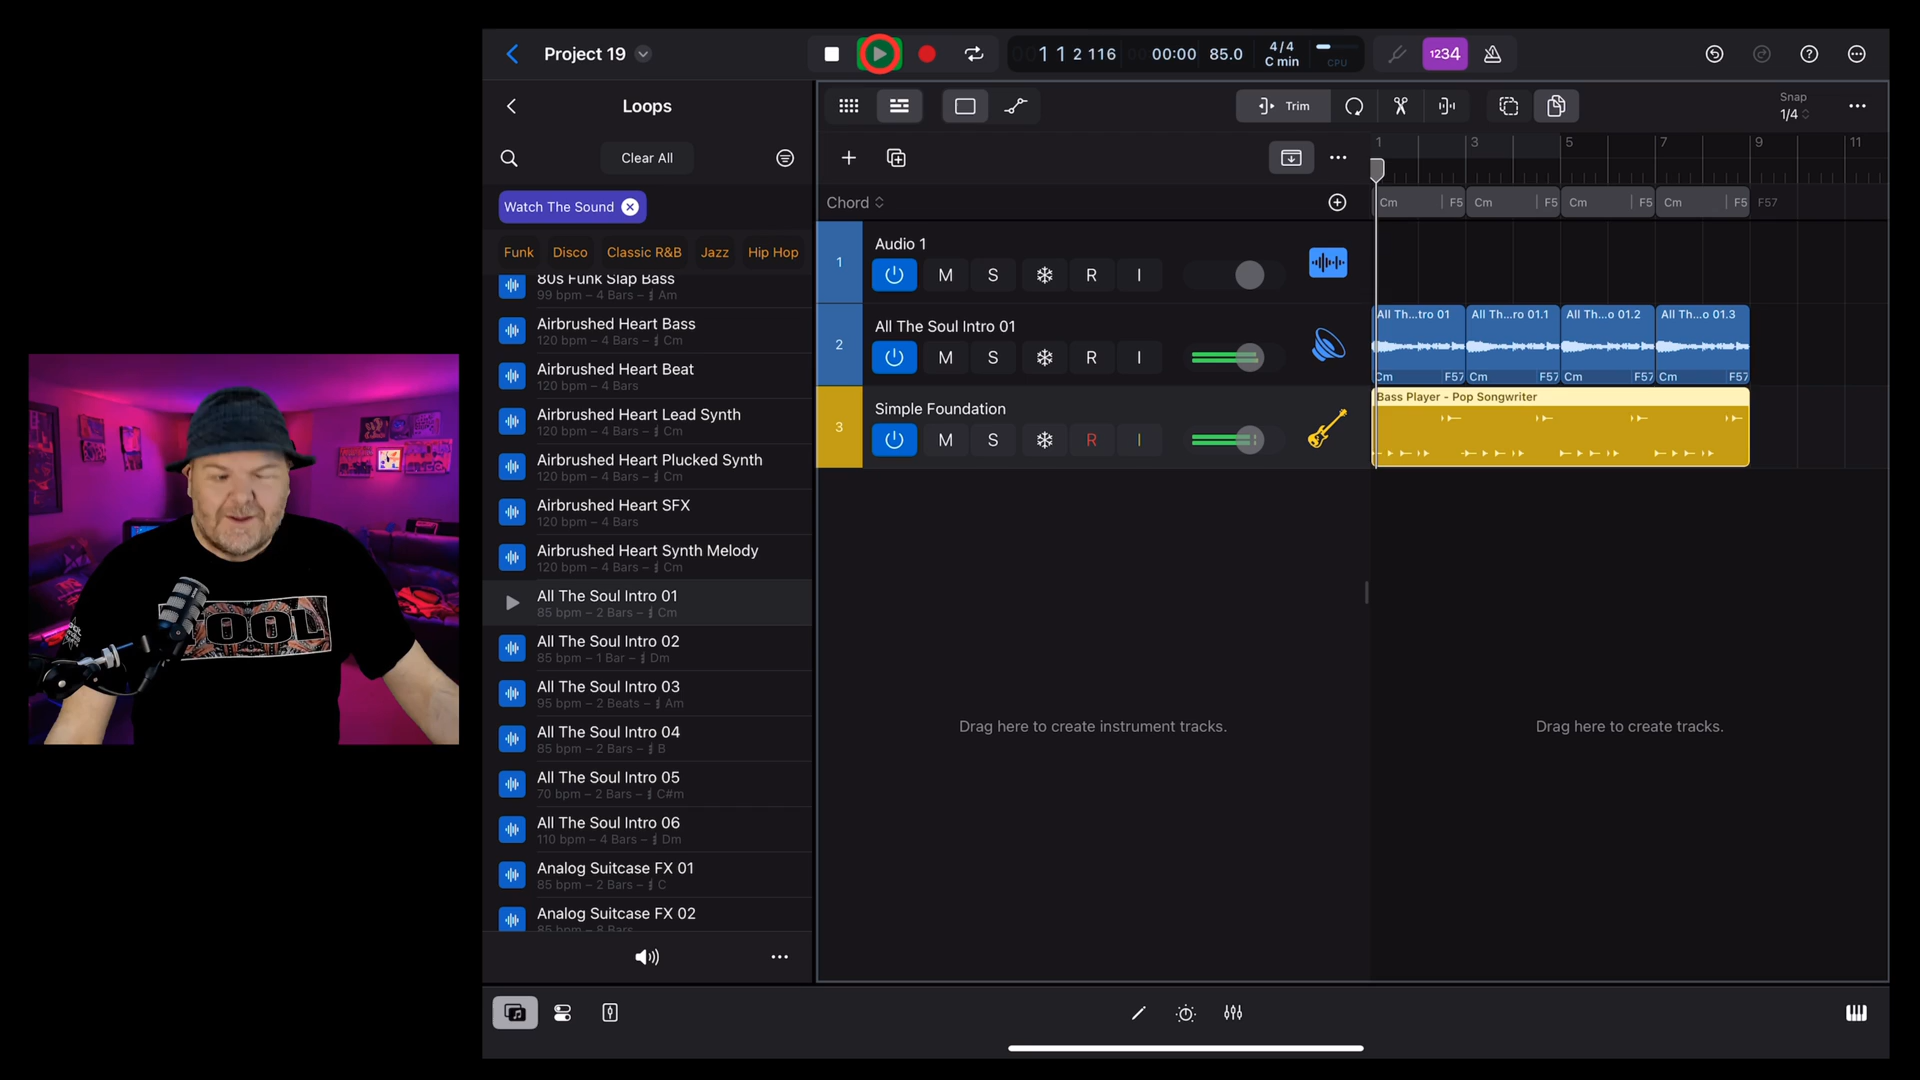 Project 19
1 1 2 116
00:00
85.0
4/4
C min
CPU
1234
Loops
Clear All
Watch The Sound
Funk
Disco
Classic R&B
Jazz
Hip Hop
80s Funk Slap Bass
99 bpm – 4 Bars – Am
Airbrushed Heart Bass
120 bpm – 4 Bars – Cm
Airbrushed Heart Beat
120 bpm – 4 Bars
Airbrushed Heart Lead Synth
120 bpm – 4 Bars – Cm
Airbrushed Heart Plucked Synth
120 bpm – 4 Bars – Cm
Airbrushed Heart SFX
120 bpm – 4 Bars
Airbrushed Heart Synth Melody
120 bpm – 4 Bars – Cm
All The Soul Intro 01
85 bpm – 2 Bars – Cm
All The Soul Intro 02
85 bpm – 1 Bar – Dm
All The Soul Intro 03
95 bpm – 2 Beats – Am
All The Soul Intro 04
85 bpm – 2 Bars – B
All The Soul Intro 05
70 bpm – 2 Bars – C#m
All The Soul Intro 06
110 bpm – 4 Bars – Dm
Analog Suitcase FX 01
85 bpm – 2 Bars – C
Analog Suitcase FX 02
85 bpm – 8 Bars
Trim
Snap
1/4
1 3 5 7 9 11
Chord
Cm F5 Cm F5 Cm F5 Cm F5 F57
1
Audio 1
M S R I
2
All The Soul Intro 01
M S R I
All Th...tro 01
All Th...ro 01.1
All Th...o 01.2
All Th...o 01.3
Cm F57 Cm F57 Cm F57 Cm F57
3
Simple Foundation
M S R I
Bass Player - Pop Songwriter
Drag here to create instrument tracks.
Drag here to create tracks.
TOOL